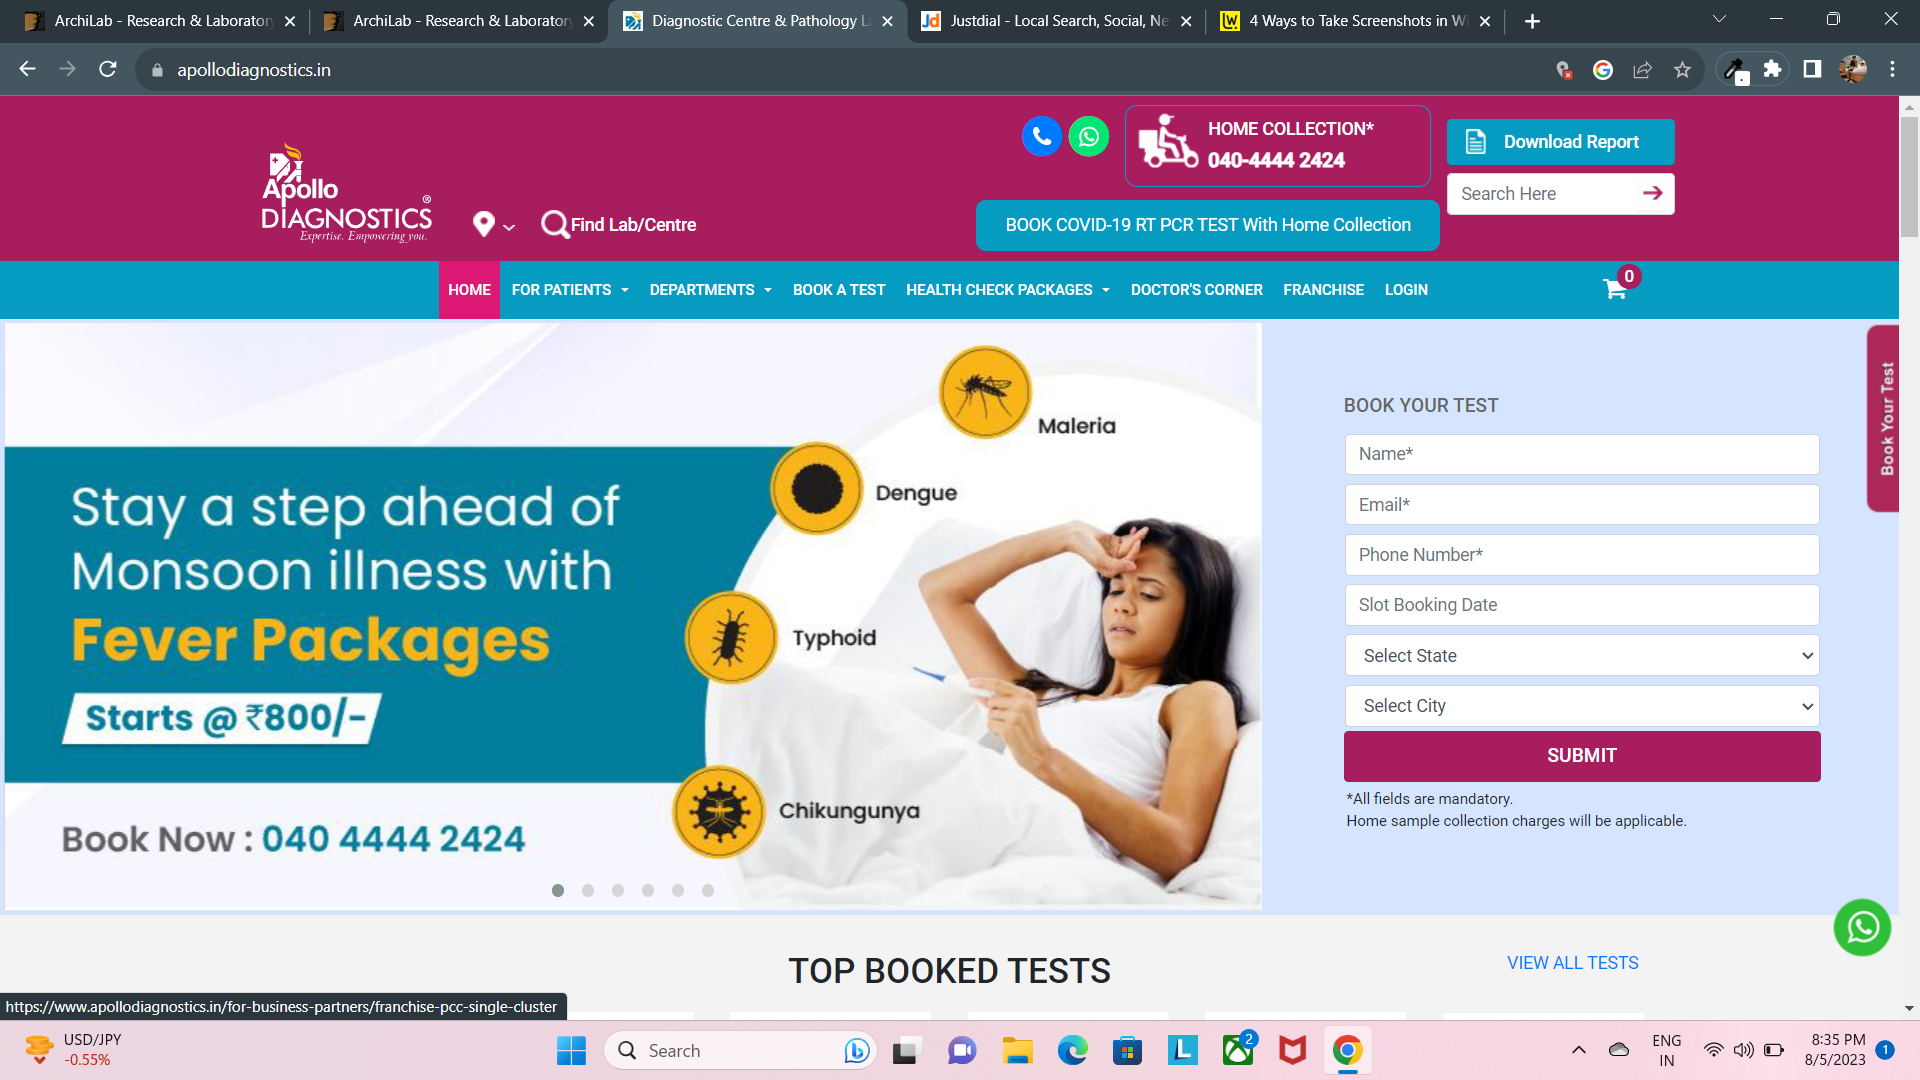 ArchiLab - Research & Laboratory
ArchiLab - Research & Laboratory
Diagnostic Centre & Pathology La
Justdial - Local Search, Social, Ne
4 Ways to Take Screenshots in Wi
apollodiagnostics.in
HOME COLLECTION*
040-4444 2424
Download Report
Search Here
Apollo
DIAGNOSTICS®
Expertise. Empowering you.
Find Lab/Centre
BOOK COVID-19 RT PCR TEST With Home Collection
HOME FOR PATIENTS DEPARTMENTS BOOK A TEST HEALTH CHECK PACKAGES DOCTOR'S CORNER FRANCHISE LOGIN 0
Stay a step ahead of
Monsoon illness with
Fever Packages
Starts @ ₹800/-
Book Now : 040 4444 2424
Maleria
Dengue
Typhoid
Chikungunya
BOOK YOUR TEST
Name*
Email*
Phone Number*
Slot Booking Date
Select State
Select City
SUBMIT
*All fields are mandatory.
Home sample collection charges will be applicable.
Book Your Test
TOP BOOKED TESTS
VIEW ALL TESTS
https://www.apollodiagnostics.in/for-business-partners/franchise-pcc-single-cluster
USD/JPY
-0.55%
Search
2
ENG
IN
8:35 PM
8/5/2023
1